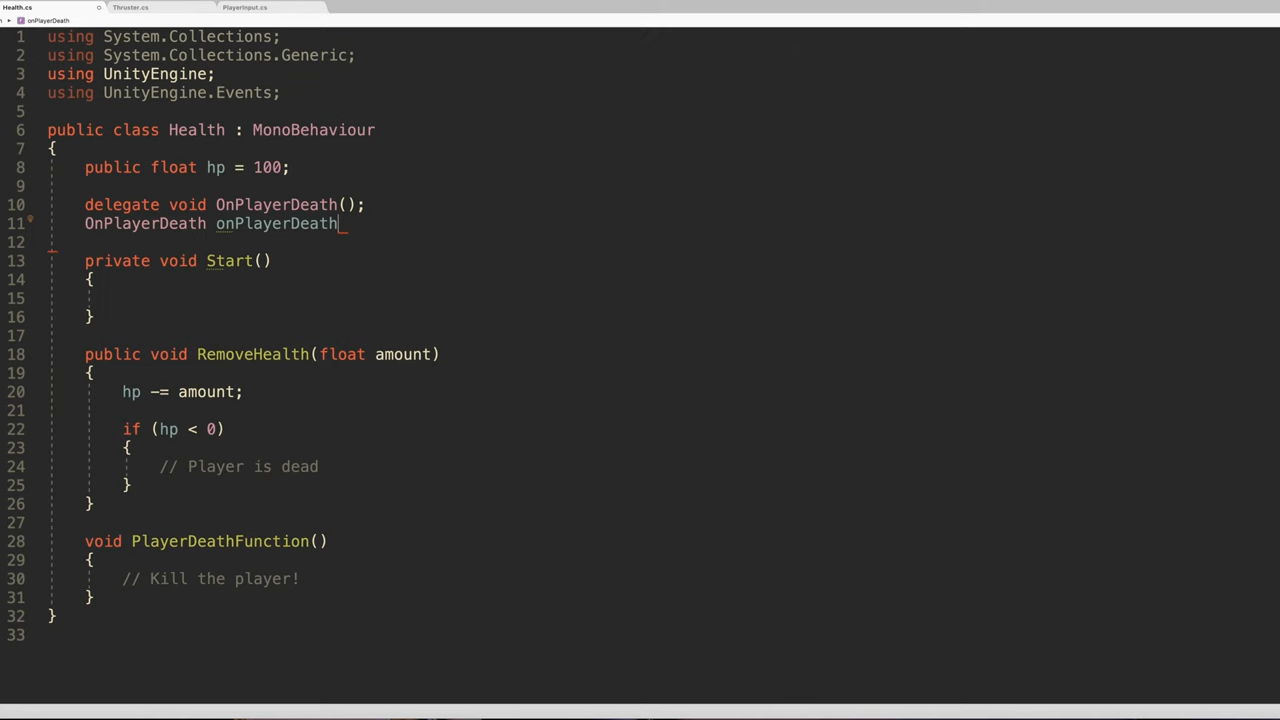 Health.cs
Thruster.cs
PlayerInput.cs
onPlayerDeath
1 using System.Collections;
2 using System.Collections.Generic;
3 using UnityEngine;
4 using UnityEngine.Events;
5
6 public class Health : MonoBehaviour
7 {
8 public float hp = 100;
9
10 delegate void OnPlayerDeath();
11 OnPlayerDeath onPlayerDeath
12
13 private void Start()
14 {
15
16 }
17
18 public void RemoveHealth(float amount)
19 {
20 hp -= amount;
21
22 if (hp < 0)
23 {
24 // Player is dead
25 }
26 }
27
28 void PlayerDeathFunction()
29 {
30 // Kill the player!
31 }
32 }
33